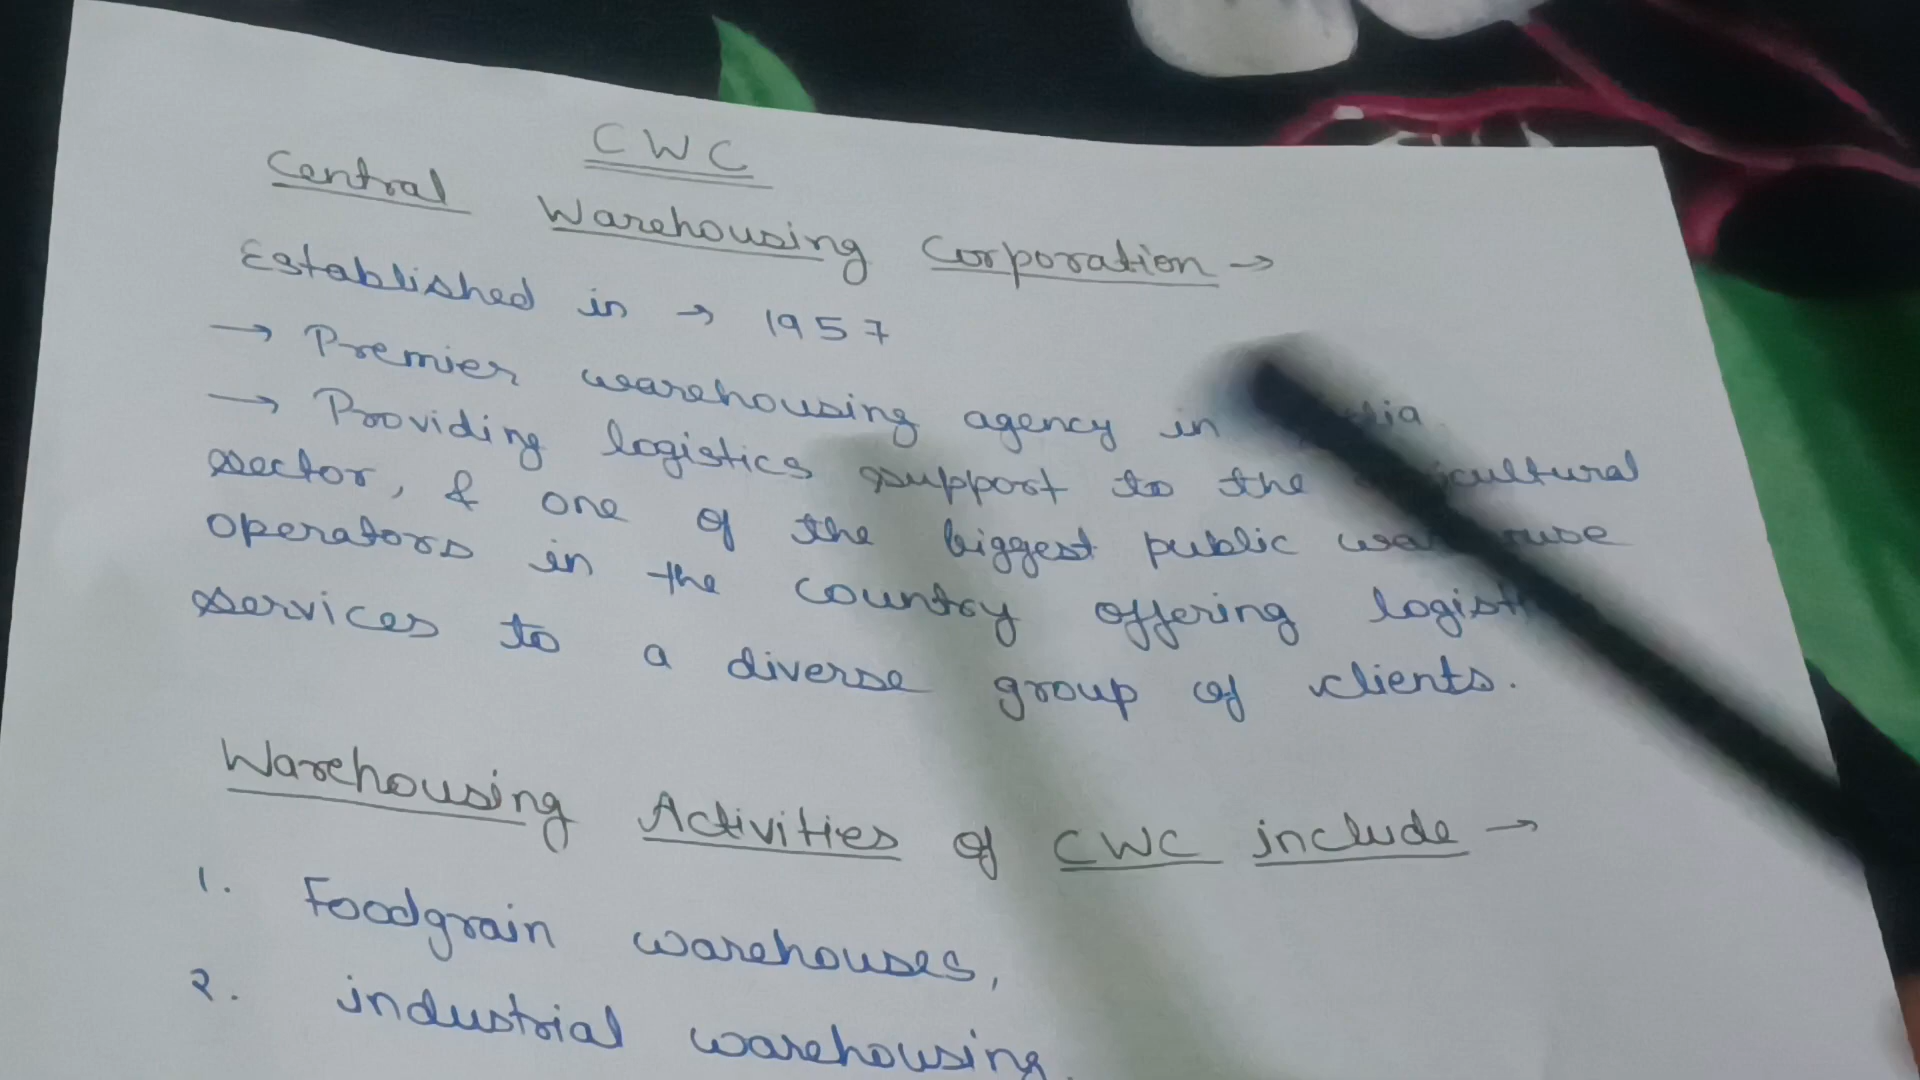 CWC
Central Warehousing Corporation →
Established in → 1957
→ Premier warehousing agency in
→ Providing logistics support to the
sector, & one of the biggest public
operators in the country offering
services to a diverse group of clients.
Warehousing Activities of CWC include →
1. Foodgrain warehouses,
2. industrial warehousing,